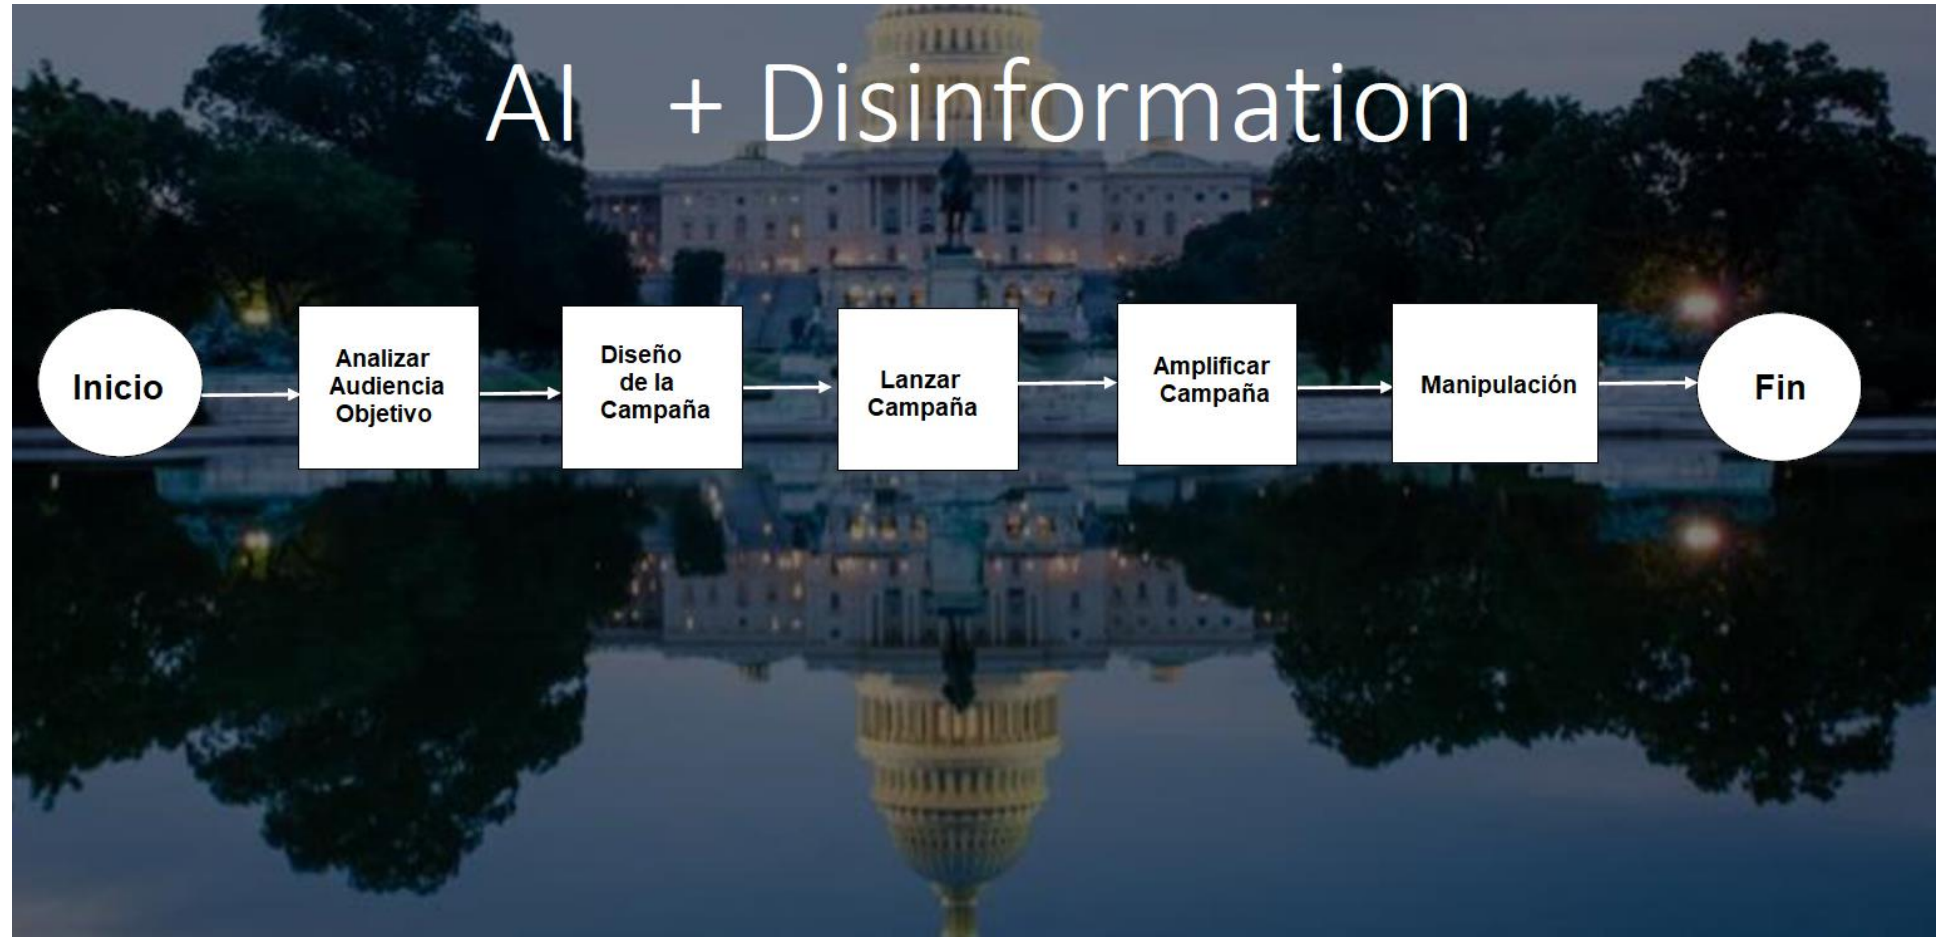 AI + Disinformation
Inicio
Analizar
Audiencia
Objetivo
Diseño
de la
Campaña
Lanzar
Campaña
Amplificar
Campaña
Manipulación
Fin